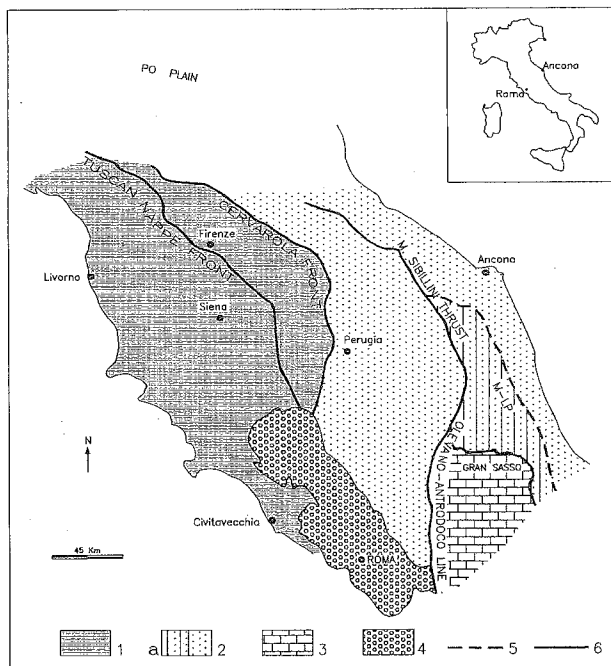 PO PLAIN
Ancona
Roma
TUSCAN NAPPE FRONT
CERVAROLA FRONT
Firenze
Livorno
Siena
Perugia
M. SIBILLINI THRUST
Ancona
M-LP
OLEVANO-ANTRODOCO LINE
GRAN SASSO
N
Civitavecchia
ROMA
45 Km
1
a
2
3
4
5
6